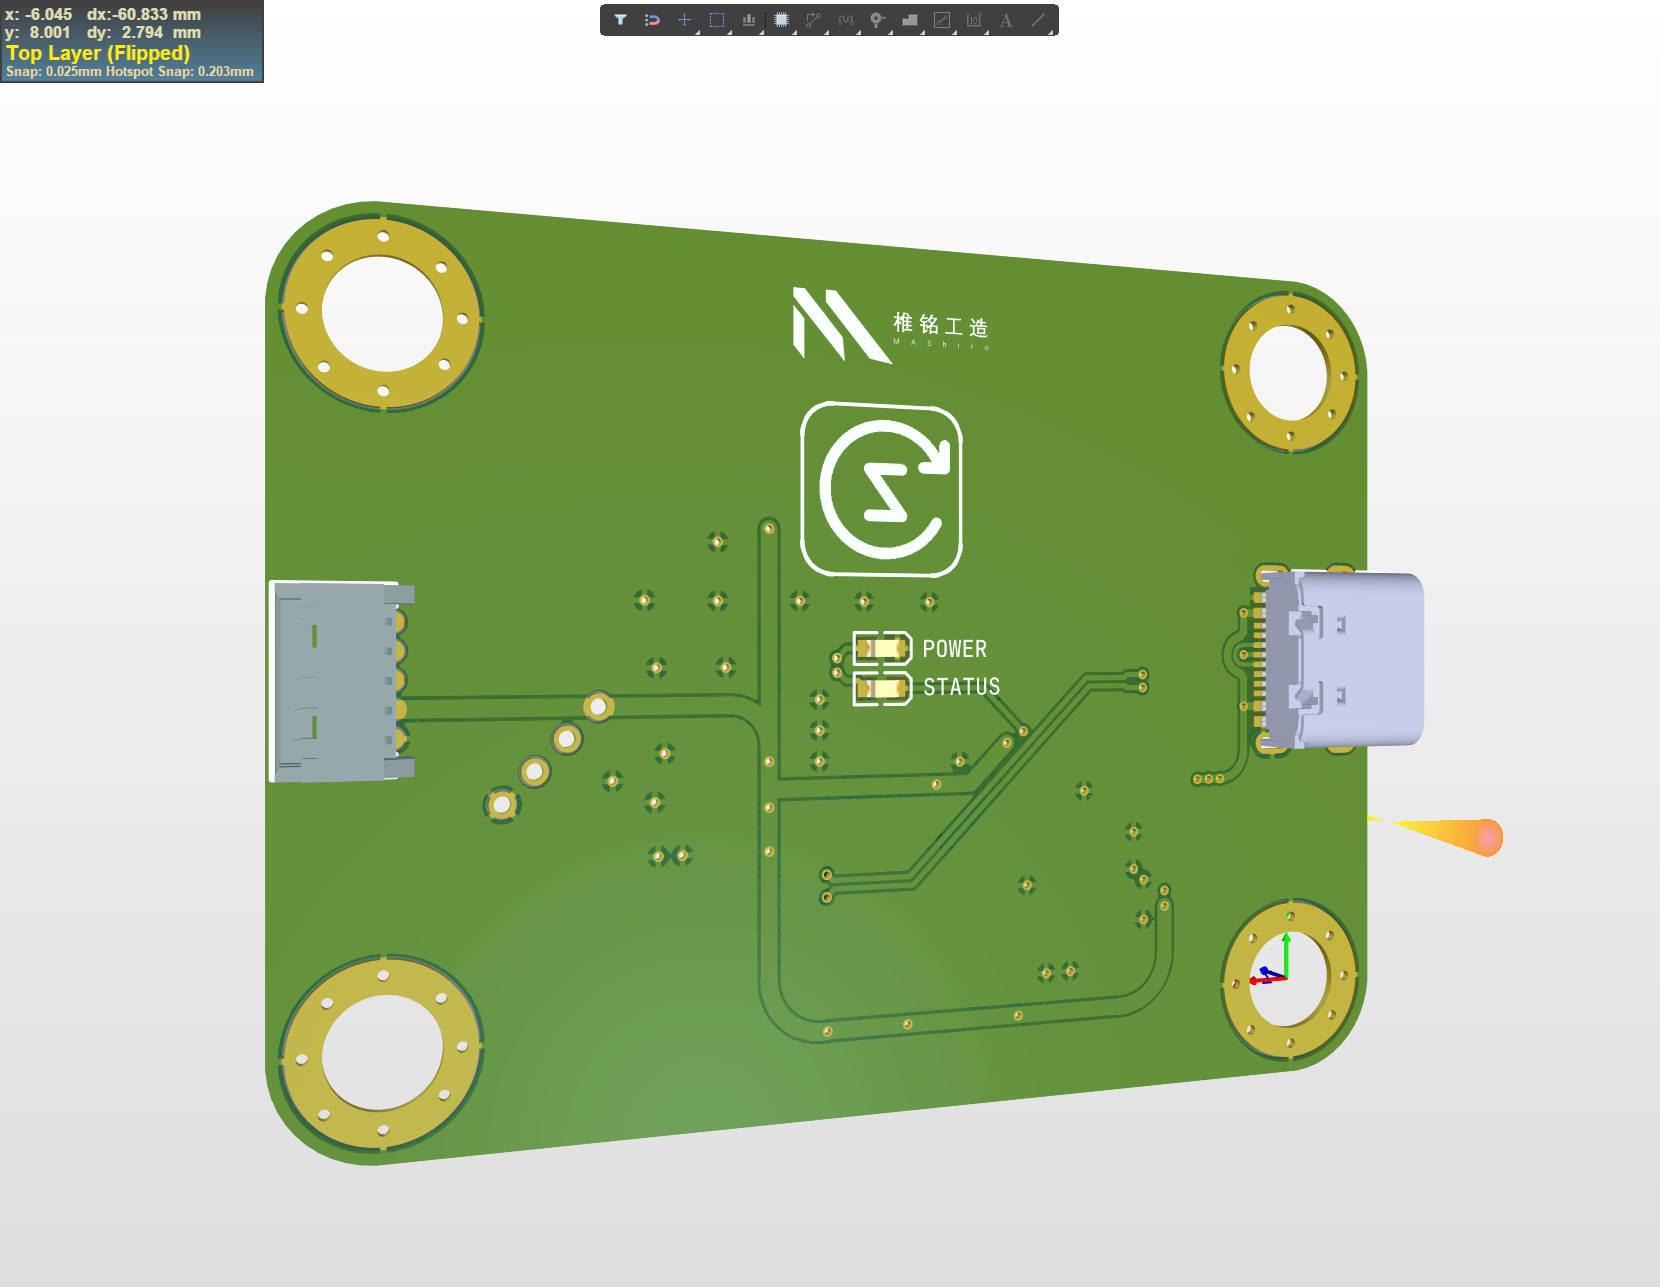 x: -6.045 dx:-60.833 mm
y: 8.001 dy: 2.794 mm
Top Layer (Flipped)
Snap: 0.025mm Hotspot Snap: 0.203mm
A
椎铭工造
MAShiro
POWER
STATUS